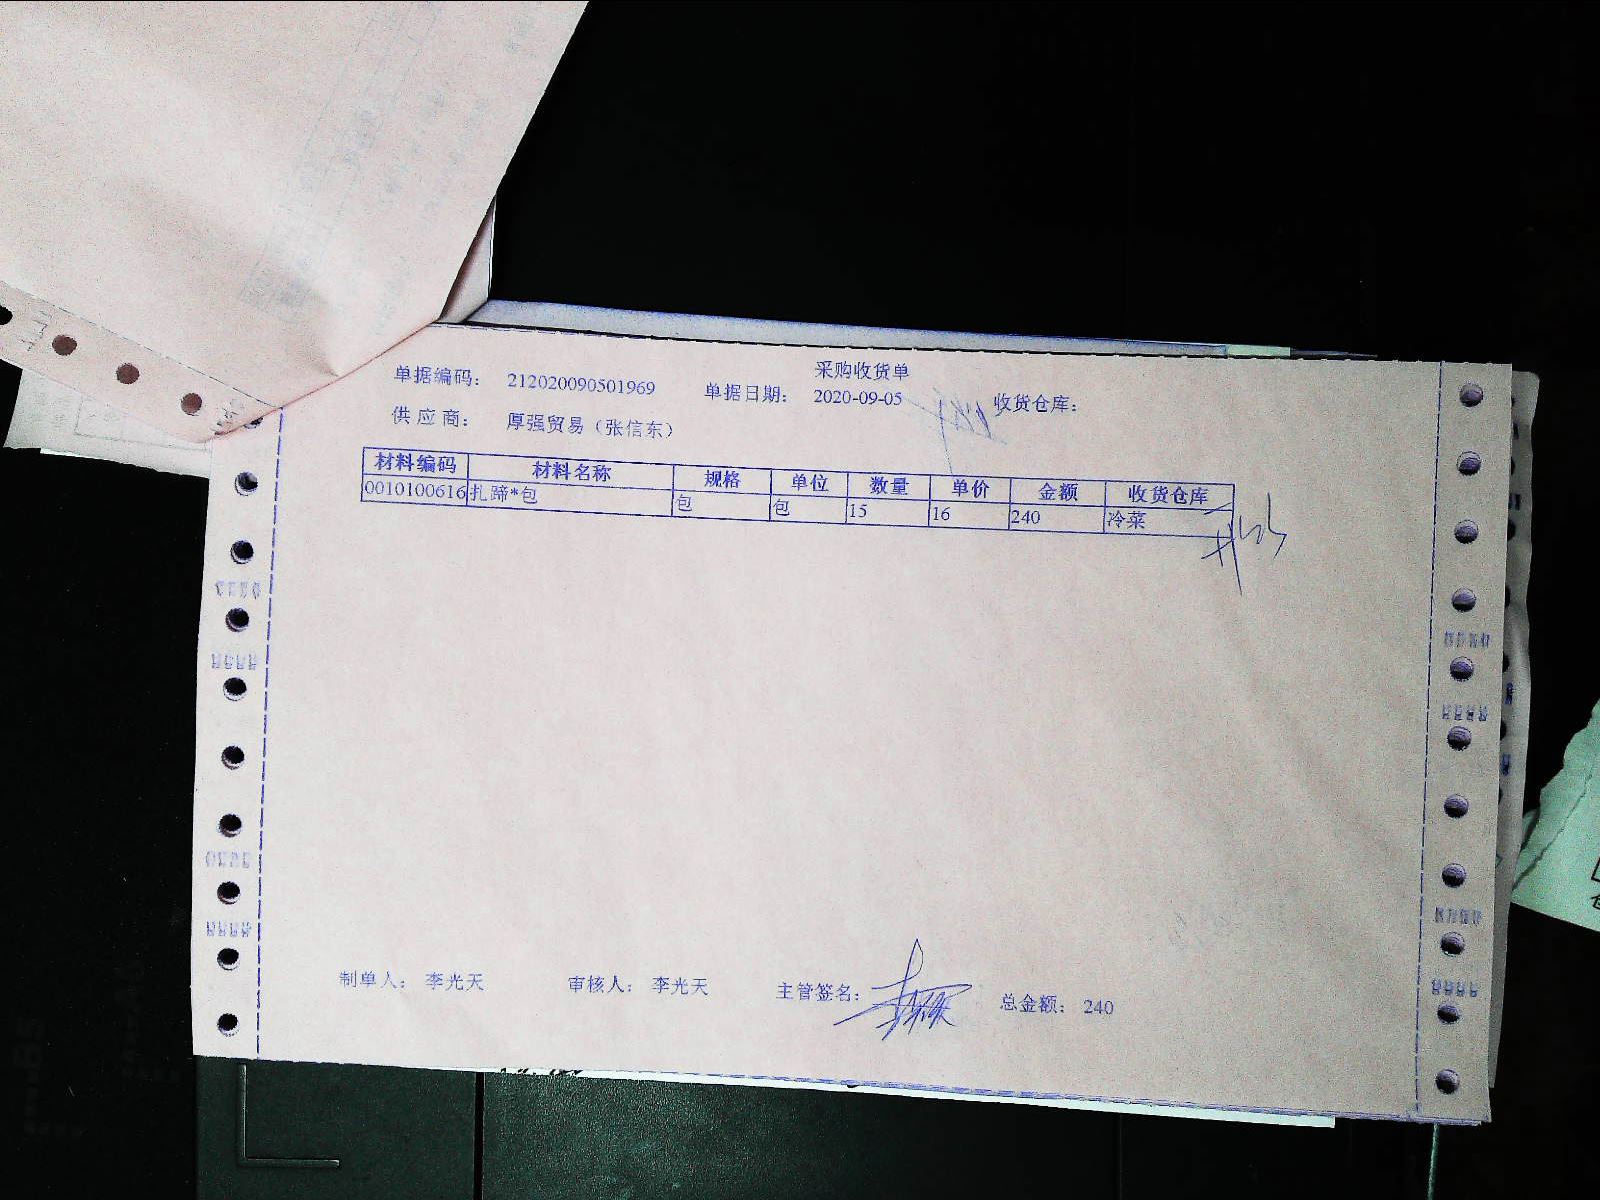 采购收货单
单据编码： 212020090501969 单据日期： 2020-09-05 收货仓库：
供应商： 厚强贸易（张信东）
材料编码 材料名称 规格 单位 数量 单价 金额 收货仓库
0010100616 扎蹄*包 包 包 15 16 240 冷菜
制单人： 李光天 审核人： 李光天 主管签名： 总金额： 240